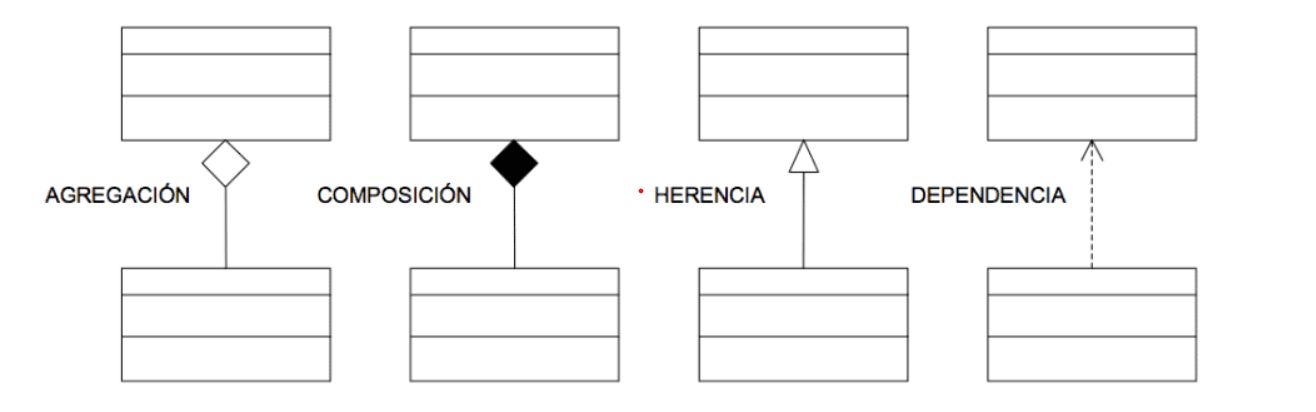 AGREGACIÓN
COMPOSICIÓN
HERENCIA
DEPENDENCIA